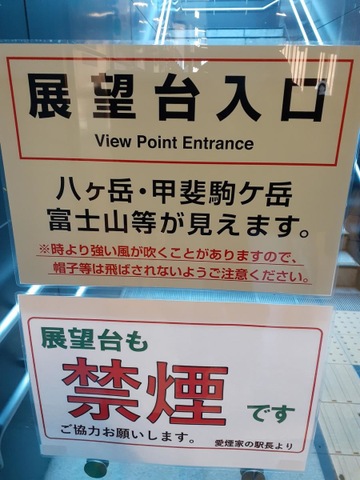 展望台入口
View Point Entrance
八ヶ岳・甲斐駒ケ岳
富士山等が見えます。
※時より強い風が吹くことがありますので、
帽子等は飛ばされないようご注意ください。
展望台も
禁煙です
ご協力お願いします。
愛煙家の駅長より